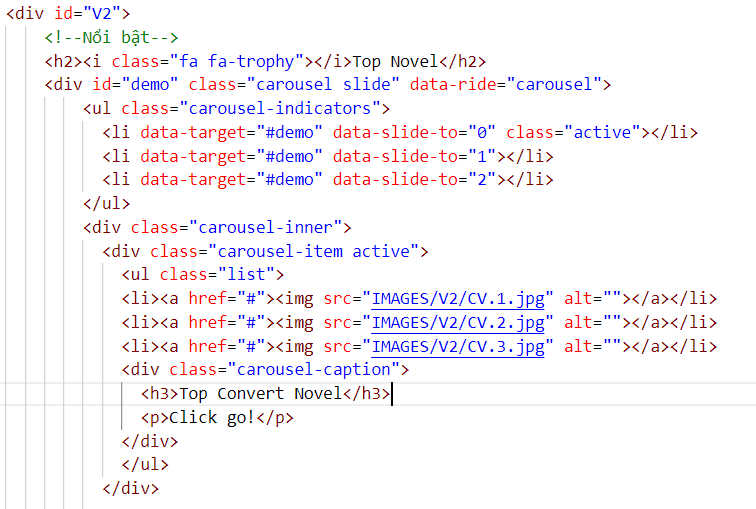 <div id="V2">
<!--Nổi bật-->
<h2><i class="fa fa-trophy"></i>Top Novel</h2>
<div id="demo" class="carousel slide" data-ride="carousel">
<ul class="carousel-indicators">
<li data-target="#demo" data-slide-to="0" class="active"></li>
<li data-target="#demo" data-slide-to="1"></li>
<li data-target="#demo" data-slide-to="2"></li>
</ul>
<div class="carousel-inner">
<div class="carousel-item active">
<ul class="list">
<li><a href="#"><img src="IMAGES/V2/CV.1.jpg" alt=""></a></li>
<li><a href="#"><img src="IMAGES/V2/CV.2.jpg" alt=""></a></li>
<li><a href="#"><img src="IMAGES/V2/CV.3.jpg" alt=""></a></li>
<div class="carousel-caption">
<h3>Top Convert Novel</h3>
<p>Click go!</p>
</div>
</ul>
</div>